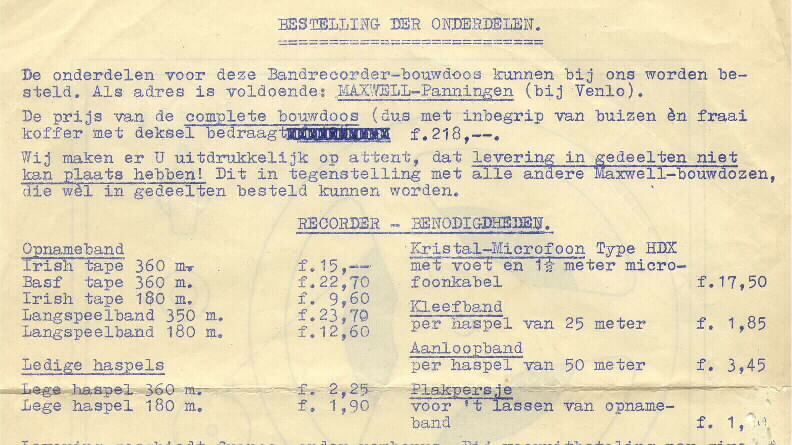 BESTELLING DER ONDERDELEN.
De onderdelen voor deze Bandrecorder-bouwdoos kunnen bij ons worden be-
steld. Als adres is voldoende: MAXWELL-Panningen (bij Venlo).
De prijs van de complete bouwdoos (dus met inbegrip van buizen èn fraai
koffer met deksel bedraagt f.218,--.
Wij maken er U uitdrukkelijk op attent, dat levering in gedeelten niet
kan plaats hebben! Dit in tegenstelling met alle andere Maxwell-bouwdozen,
die wèl in gedeelten besteld kunnen worden.
RECORDER - BENODIGDHEDEN.
Opnameband
Irish tape 360 m. f.15,--
Basf tape 360 m. f.22,70
Irish tape 180 m. f. 9,60
Langspeelband 350 m. f.23,70
Langspeelband 180 m. f.12,60
Ledige haspels
Lege haspel 360 m. f. 2,25
Lege haspel 180 m. f. 1,90
Kristal-Microfoon Type HDX
met voet en 1½ meter micro-
foonkabel f.17,50
Kleefband
per haspel van 25 meter f. 1,85
Aanloopband
per haspel van 50 meter f. 3,45
Plakpersje
voor 't lassen van opname-
band f. 1,